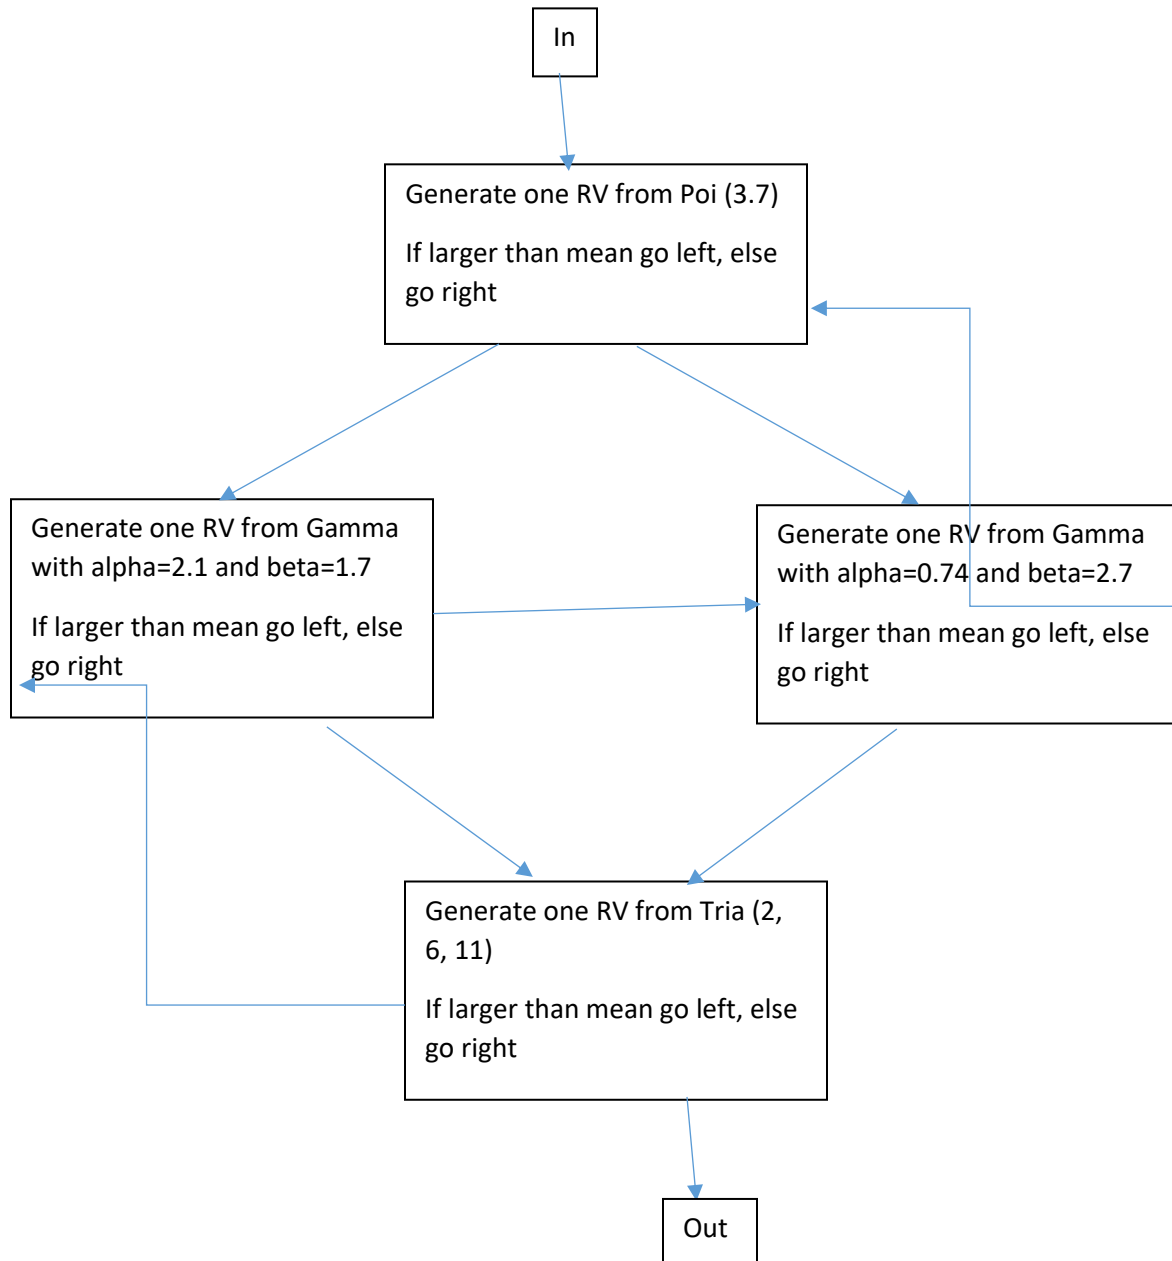 In
Generate one RV from Poi (3.7)
If larger than mean go left, else
go right
Generate one RV from Gamma
with alpha=2.1 and beta=1.7
If larger than mean go left, else
go right
Generate one RV from Gamma
with alpha=0.74 and beta=2.7
If larger than mean go left, else
go right
Generate one RV from Tria (2,
6, 11)
If larger than mean go left, else
go right
Out